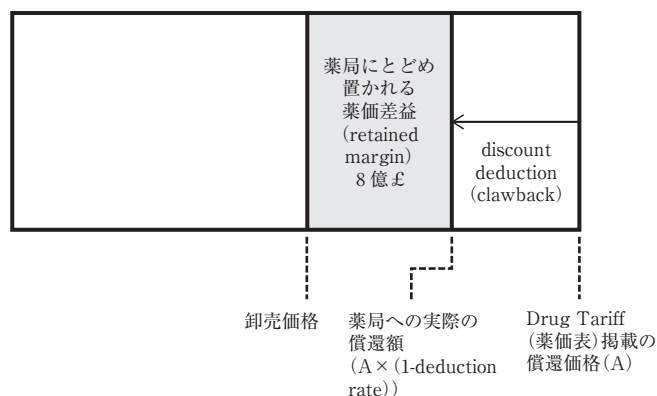 薬局にとどめ
置かれる
薬価差益
(retained
margin)
8億£
discount
deduction
(clawback)
卸売価格
薬局への実際の
償還額
(A×(1-deduction
rate))
Drug Tariff
(薬価表)掲載の
償還価格(A)